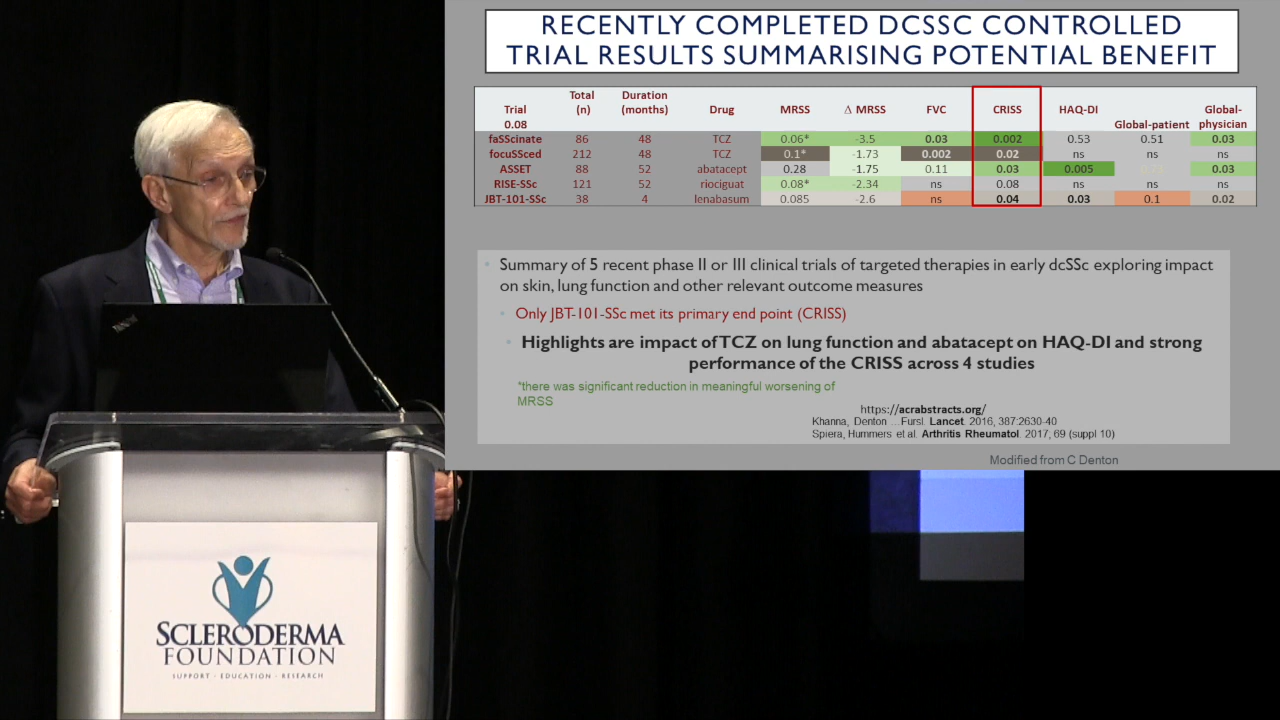 RECENTLY COMPLETED DCSSC CONTROLLED
TRIAL RESULTS SUMMARISING POTENTIAL BENEFIT
Trial 0.08 Total (n) Duration (months) Drug MRSS Δ MRSS FVC CRISS HAQ-DI Global-patient Global-physician
faSScinate 86 48 TCZ 0.06* -3.5 0.03 0.002 0.53 0.51 0.03
focuSSced 212 48 TCZ 0.1* -1.73 0.002 0.02 ns ns ns
ASSET 88 52 abatacept 0.28 -1.75 0.11 0.03 0.005 0.03
RISE-SSc 121 52 riociguat 0.08* -2.34 ns 0.08 ns ns ns
JBT-101-SSc 38 4 lenabasum 0.085 -2.6 ns 0.04 0.03 0.1 0.02
• Summary of 5 recent phase II or III clinical trials of targeted therapies in early dcSSc exploring impact
on skin, lung function and other relevant outcome measures
• Only JBT-101-SSc met its primary end point (CRISS)
• Highlights are impact of TCZ on lung function and abatacept on HAQ-DI and strong
performance of the CRISS across 4 studies
*there was significant reduction in meaningful worsening of
MRSS
https://acrabstracts.org/
Khanna, Denton ...Fursl. Lancet. 2016, 387:2630-40
Spiera, Hummers et al. Arthritis Rheumatol. 2017; 69 (suppl 10)
Modified from C Denton
SCLERODERMA
FOUNDATION
SUPPORT · EDUCATION · RESEARCH